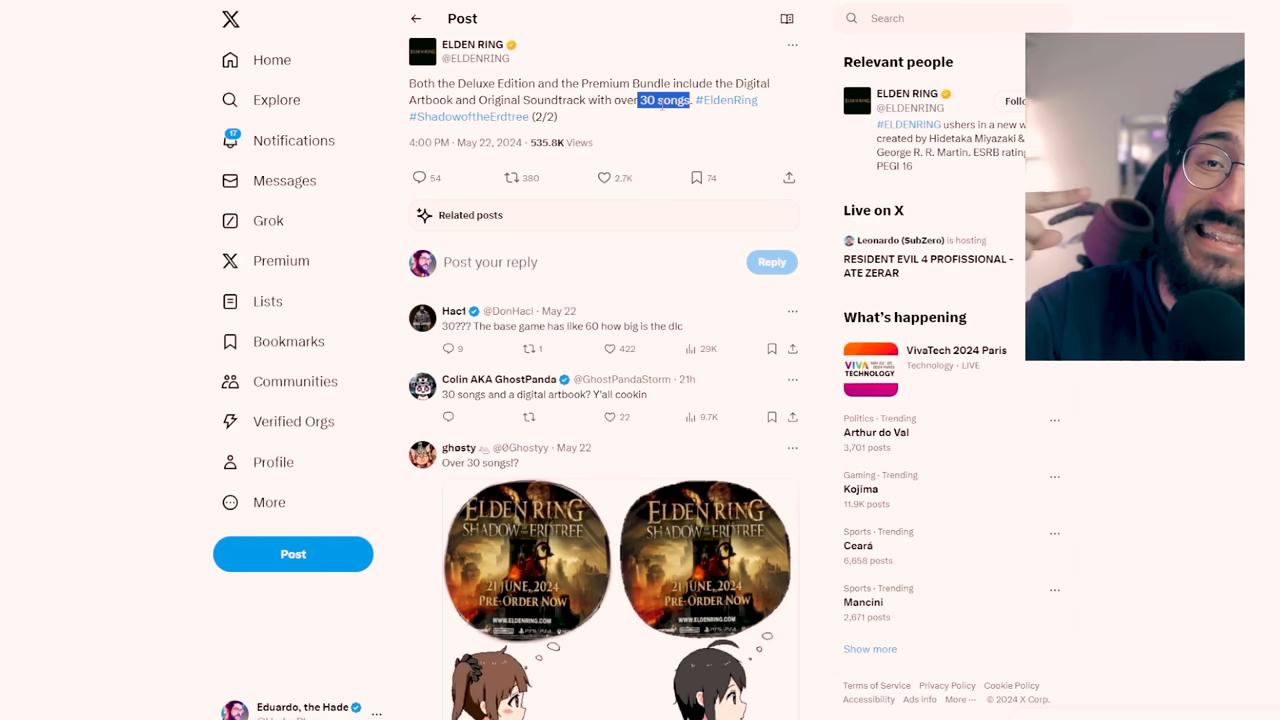 Home
Explore
17
Notifications
Messages
Grok
Premium
Lists
Bookmarks
Communities
Verified Orgs
Profile
More
Post
Eduardo, the Hade
Post
ELDEN RING
@ELDENRING
Both the Deluxe Edition and the Premium Bundle include the Digital
Artbook and Original Soundtrack with over 30 songs. #EldenRing
#ShadowoftheErdtree (2/2)
4:00 PM · May 22, 2024 · 535.8K Views
54 380 2.7K 74
Related posts
Post your reply
Reply
Hac1 @DonHaci · May 22
30??? The base game has like 60 how big is the dlc
9 1 422 29K
Colin AKA GhostPanda @GhostPandaStorm · 21h
30 songs and a digital artbook? Y'all cookin
22 9.7K
ghøsty @0Ghostyy · May 22
Over 30 songs!?
ELDEN RING
SHADOW OF THE ERDTREE
21 JUNE, 2024
PRE-ORDER NOW
WWW.ELDENRING.COM
ELDEN RING
SHADOW OF THE ERDTREE
21 JUNE, 2024
PRE-ORDER NOW
WWW.ELDENRING.COM
Search
Relevant people
ELDEN RING
@ELDENRING
Follo
#ELDENRING ushers in a new w
created by Hidetaka Miyazaki &
George R. R. Martin. ESRB rating
PEGI 16
Live on X
Leonardo (SubZero) is hosting
RESIDENT EVIL 4 PROFISSIONAL -
ATE ZERAR
What's happening
VIVA TECHNOLOGY
VivaTech 2024 Paris
Technology · LIVE
Politics · Trending
Arthur do Val
3,701 posts
Gaming · Trending
Kojima
11.9K posts
Sports · Trending
Ceará
6,658 posts
Sports · Trending
Mancini
2,671 posts
Show more
Terms of Service Privacy Policy Cookie Policy
Accessibility Ads info More ··· © 2024 X Corp.